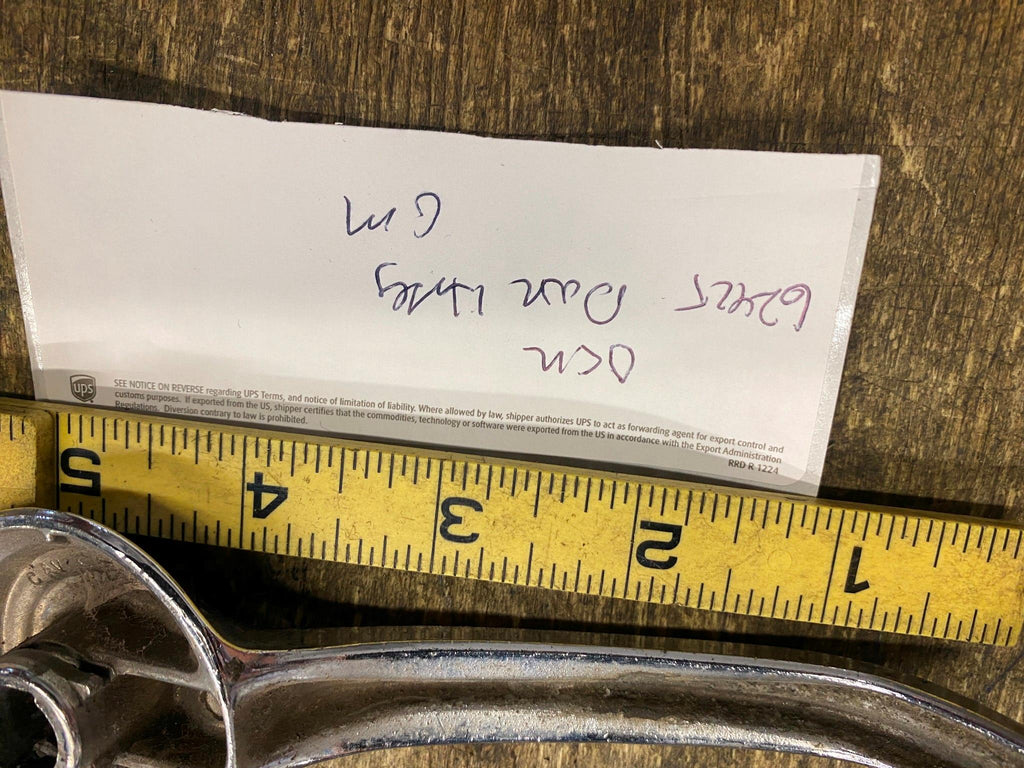 GM
SEE NOTICE ON REVERSE regarding UPS Terms, and notice of limitation of liability. Where allowed by law, shipper authorizes UPS to act as forwarding agent for export control and
customs purposes. If exported from the US, shipper certifies that the commodities, technology or software were exported from the US in accordance with the Export Administration
Regulations. Diversion contrary to law is prohibited.
RRD R 1224
ups
5 4 3 2 1